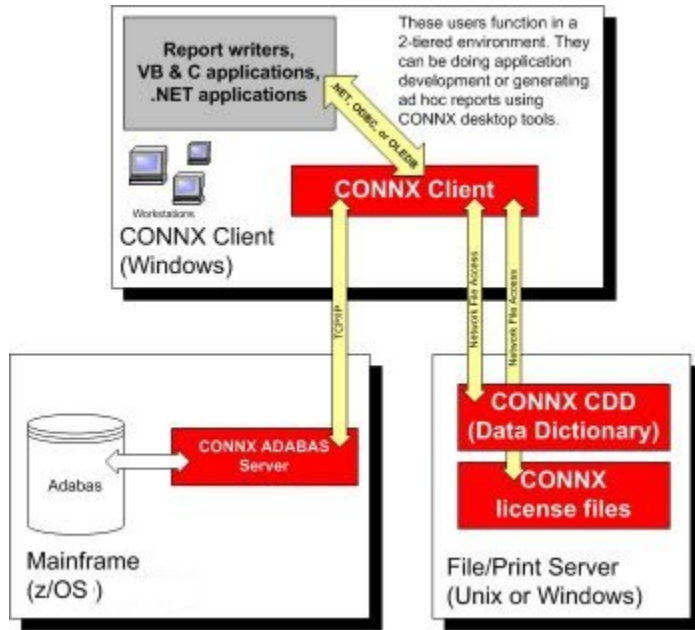 Report writers,
VB & C applications,
.NET applications
These users function in a
2-tiered environment. They
can be doing application
development or generating
ad hoc reports using
CONNX desktop tools.
.NET, ODBC, or OLEDB
CONNX Client
Workstations
CONNX Client
(Windows)
TCP/IP
Network File Access
Network File Access
CONNX ADABAS
Server
Adabas
Mainframe
(z/OS )
CONNX CDD
(Data Dictionary)
CONNX
license files
File/Print Server
(Unix or Windows)